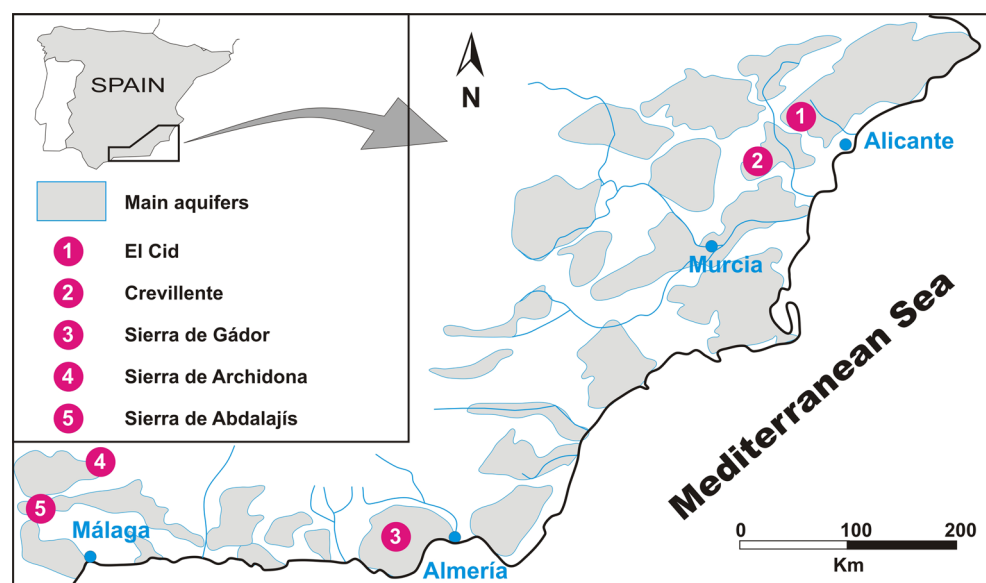 SPAIN
N
Main aquifers
1 El Cid
2 Crevillente
3 Sierra de Gádor
4 Sierra de Archidona
5 Sierra de Abdalajís
1
Alicante
2
Murcia
Mediterranean Sea
4
5
Málaga
3
Almería
0 100 200
Km